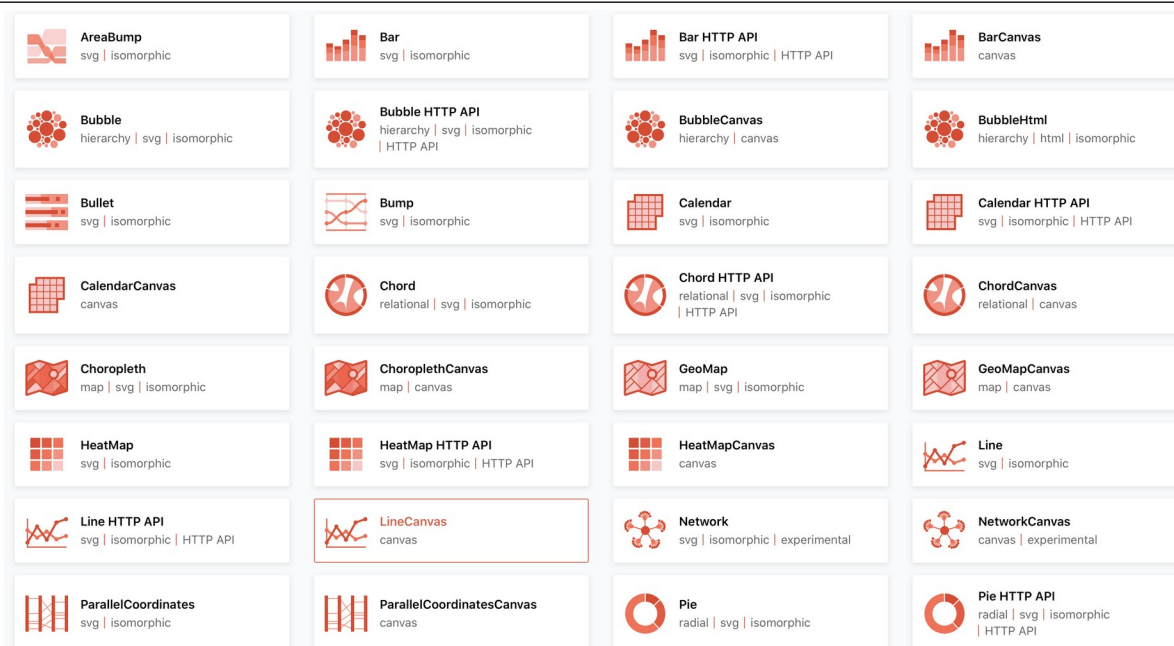 AreaBump
svg | isomorphic
Bar
svg | isomorphic
Bar HTTP API
svg | isomorphic | HTTP API
BarCanvas
canvas
Bubble
hierarchy | svg | isomorphic
Bubble HTTP API
hierarchy | svg | isomorphic
| HTTP API
BubbleCanvas
hierarchy | canvas
BubbleHtml
hierarchy | html | isomorphic
Bullet
svg | isomorphic
Bump
svg | isomorphic
Calendar
svg | isomorphic
Calendar HTTP API
svg | isomorphic | HTTP API
CalendarCanvas
canvas
Chord
relational | svg | isomorphic
Chord HTTP API
relational | svg | isomorphic
| HTTP API
ChordCanvas
relational | canvas
Choropleth
map | svg | isomorphic
ChoroplethCanvas
map | canvas
GeoMap
map | svg | isomorphic
GeoMapCanvas
map | canvas
HeatMap
svg | isomorphic
HeatMap HTTP API
svg | isomorphic | HTTP API
HeatMapCanvas
canvas
Line
svg | isomorphic
Line HTTP API
svg | isomorphic | HTTP API
LineCanvas
canvas
Network
svg | isomorphic | experimental
NetworkCanvas
canvas | experimental
ParallelCoordinates
svg | isomorphic
ParallelCoordinatesCanvas
canvas
Pie
radial | svg | isomorphic
Pie HTTP API
radial | svg | isomorphic
| HTTP API